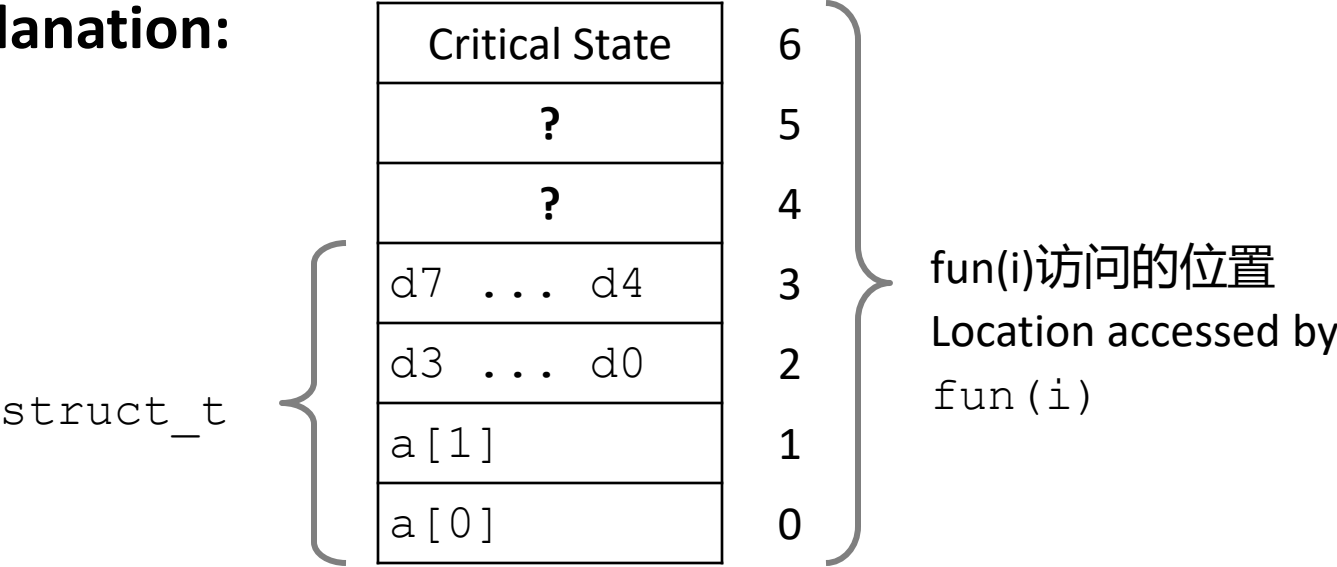 lanation:
Critical State 6
? 5
? 4
d7 ... d4 3
d3 ... d0 2
a[1] 1
a[0] 0
struct_t
fun(i)访问的位置
Location accessed by
fun(i)